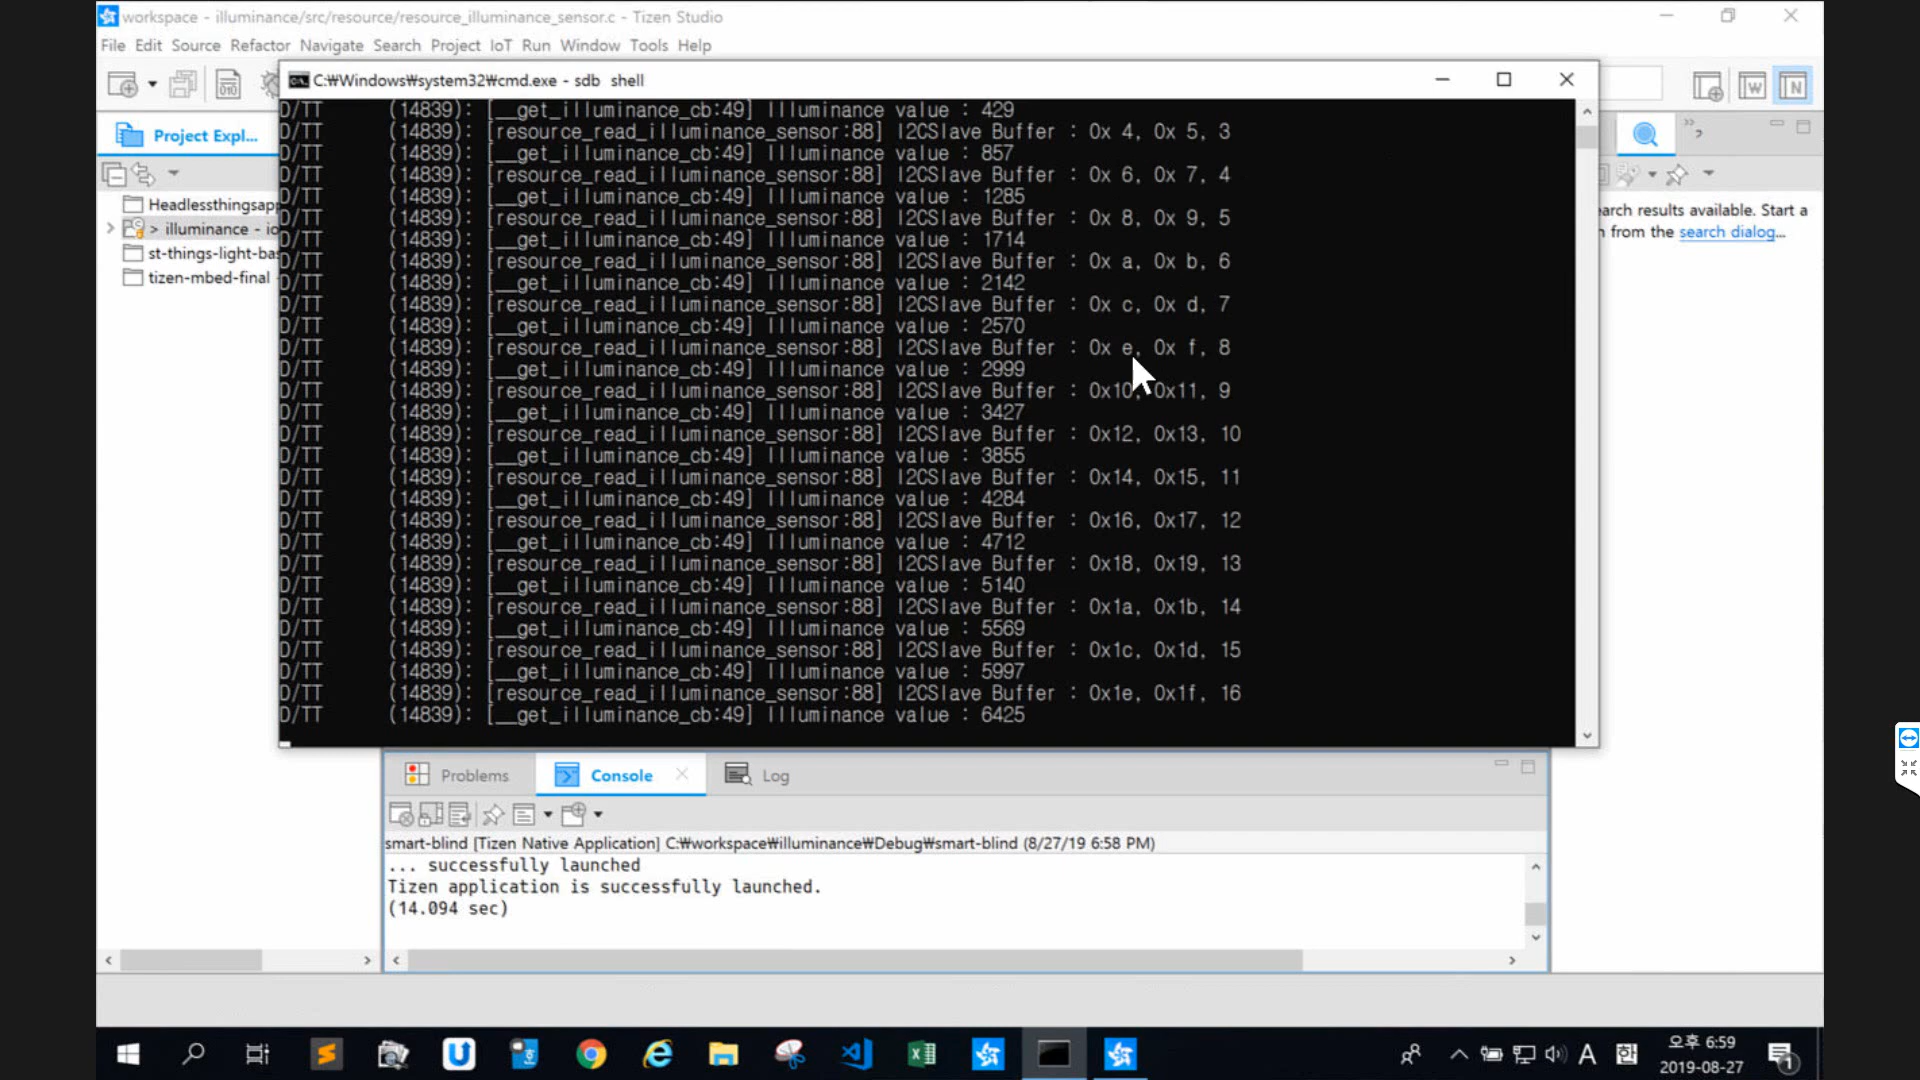 workspace - illuminance/src/resource/resource_illuminance_sensor.c - Tizen Studio
File Edit Source Refactor Navigate Search Project IoT Run Window Tools Help
C:₩Windows₩system32₩cmd.exe - sdb shell
Project Expl...
Headlessthingsapp
> illuminance - io
st-things-light-bas
tizen-mbed-final -
D/TT (14839): [__get_illuminance_cb:49] Illuminance value : 429
D/TT (14839): [resource_read_illuminance_sensor:88] I2CSlave Buffer : 0x 4, 0x 5, 3
D/TT (14839): [__get_illuminance_cb:49] Illuminance value : 857
D/TT (14839): [resource_read_illuminance_sensor:88] I2CSlave Buffer : 0x 6, 0x 7, 4
D/TT (14839): [__get_illuminance_cb:49] Illuminance value : 1285
D/TT (14839): [resource_read_illuminance_sensor:88] I2CSlave Buffer : 0x 8, 0x 9, 5
D/TT (14839): [__get_illuminance_cb:49] Illuminance value : 1714
D/TT (14839): [resource_read_illuminance_sensor:88] I2CSlave Buffer : 0x a, 0x b, 6
D/TT (14839): [__get_illuminance_cb:49] Illuminance value : 2142
D/TT (14839): [resource_read_illuminance_sensor:88] I2CSlave Buffer : 0x c, 0x d, 7
D/TT (14839): [__get_illuminance_cb:49] Illuminance value : 2570
D/TT (14839): [resource_read_illuminance_sensor:88] I2CSlave Buffer : 0x e, 0x f, 8
D/TT (14839): [__get_illuminance_cb:49] Illuminance value : 2999
D/TT (14839): [resource_read_illuminance_sensor:88] I2CSlave Buffer : 0x10, 0x11, 9
D/TT (14839): [__get_illuminance_cb:49] Illuminance value : 3427
D/TT (14839): [resource_read_illuminance_sensor:88] I2CSlave Buffer : 0x12, 0x13, 10
D/TT (14839): [__get_illuminance_cb:49] Illuminance value : 3855
D/TT (14839): [resource_read_illuminance_sensor:88] I2CSlave Buffer : 0x14, 0x15, 11
D/TT (14839): [__get_illuminance_cb:49] Illuminance value : 4284
D/TT (14839): [resource_read_illuminance_sensor:88] I2CSlave Buffer : 0x16, 0x17, 12
D/TT (14839): [__get_illuminance_cb:49] Illuminance value : 4712
D/TT (14839): [resource_read_illuminance_sensor:88] I2CSlave Buffer : 0x18, 0x19, 13
D/TT (14839): [__get_illuminance_cb:49] Illuminance value : 5140
D/TT (14839): [resource_read_illuminance_sensor:88] I2CSlave Buffer : 0x1a, 0x1b, 14
D/TT (14839): [__get_illuminance_cb:49] Illuminance value : 5569
D/TT (14839): [resource_read_illuminance_sensor:88] I2CSlave Buffer : 0x1c, 0x1d, 15
D/TT (14839): [__get_illuminance_cb:49] Illuminance value : 5997
D/TT (14839): [resource_read_illuminance_sensor:88] I2CSlave Buffer : 0x1e, 0x1f, 16
D/TT (14839): [__get_illuminance_cb:49] Illuminance value : 6425
earch results available. Start a
n from the search dialog...
Problems Console Log
smart-blind [Tizen Native Application] C:₩workspace₩illuminance₩Debug₩smart-blind (8/27/19 6:58 PM)
... successfully launched
Tizen application is successfully launched.
(14.094 sec)
A 한 오후 6:59
2019-08-27
1